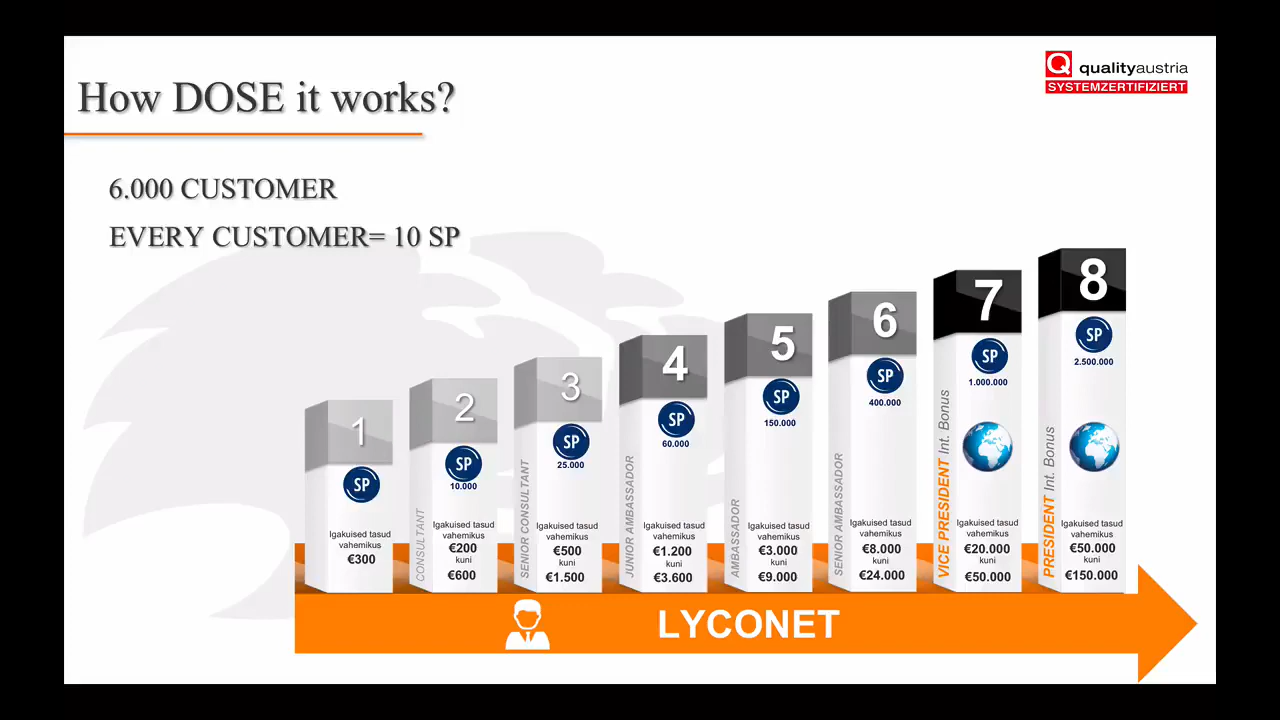 How DOSE it works?
Q qualityaustria
SYSTEMZERTIFIZIERT
6.000 CUSTOMER
EVERY CUSTOMER= 10 SP
1
SP
Igakuised tasud
vahemikus
€300
2
SP
10.000
CONSULTANT
Igakuised tasud
vahemikus
€200
kuni
€600
3
SP
25.000
SENIOR CONSULTANT
Igakuised tasud
vahemikus
€500
kuni
€1.500
4
SP
60.000
JUNIOR AMBASSADOR
Igakuised tasud
vahemikus
€1.200
kuni
€3.600
5
SP
150.000
AMBASSADOR
Igakuised tasud
vahemikus
€3.000
kuni
€9.000
6
SP
400.000
SENIOR AMBASSADOR
Igakuised tasud
vahemikus
€8.000
kuni
€24.000
7
SP
1.000.000
VICE PRESIDENT Int. Bonus
Igakuised tasud
vahemikus
€20.000
kuni
€50.000
8
SP
2.500.000
PRESIDENT Int. Bonus
Igakuised tasud
vahemikus
€50.000
kuni
€150.000
LYCONET